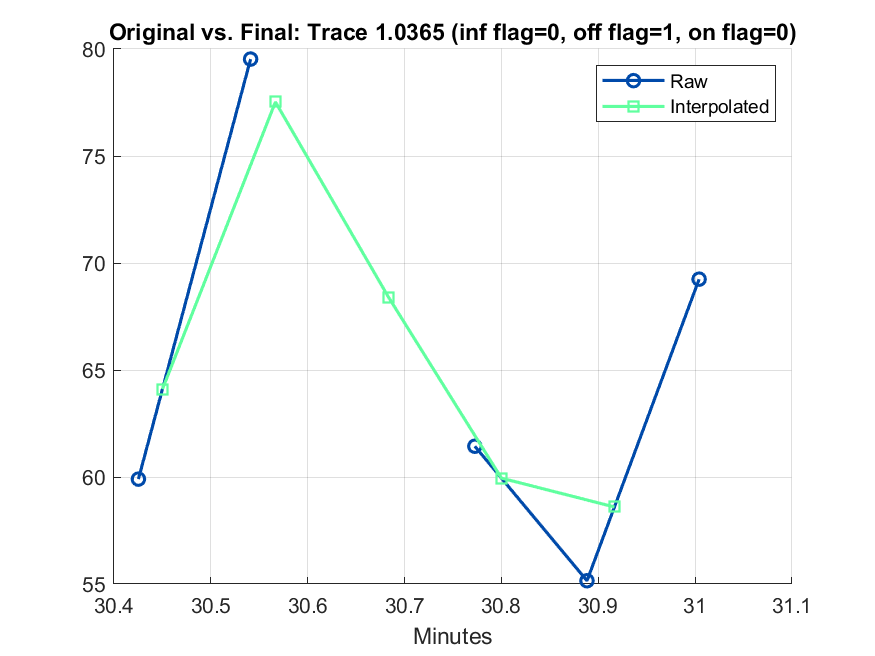 Original vs. Final: Trace 1.0365 (inf flag=0, off flag=1, on flag=0)
80
75
70
65
60
55
Raw
Interpolated
30.4 30.5 30.6 30.7 30.8 30.9 31 31.1
Minutes